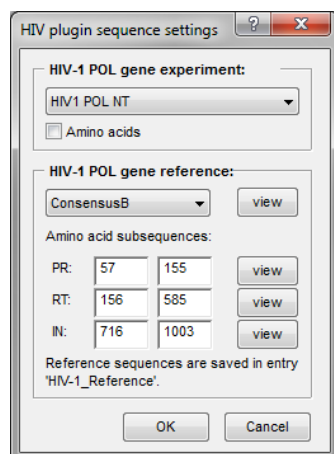 HIV plugin sequence settings ? X
HIV-1 POL gene experiment:
HIV1 POL NT
Amino acids
HIV-1 POL gene reference:
ConsensusB view
Amino acid subsequences:
PR: 57 155 view
RT: 156 585 view
IN: 716 1003 view
Reference sequences are saved in entry
'HIV-1_Reference'.
OK Cancel